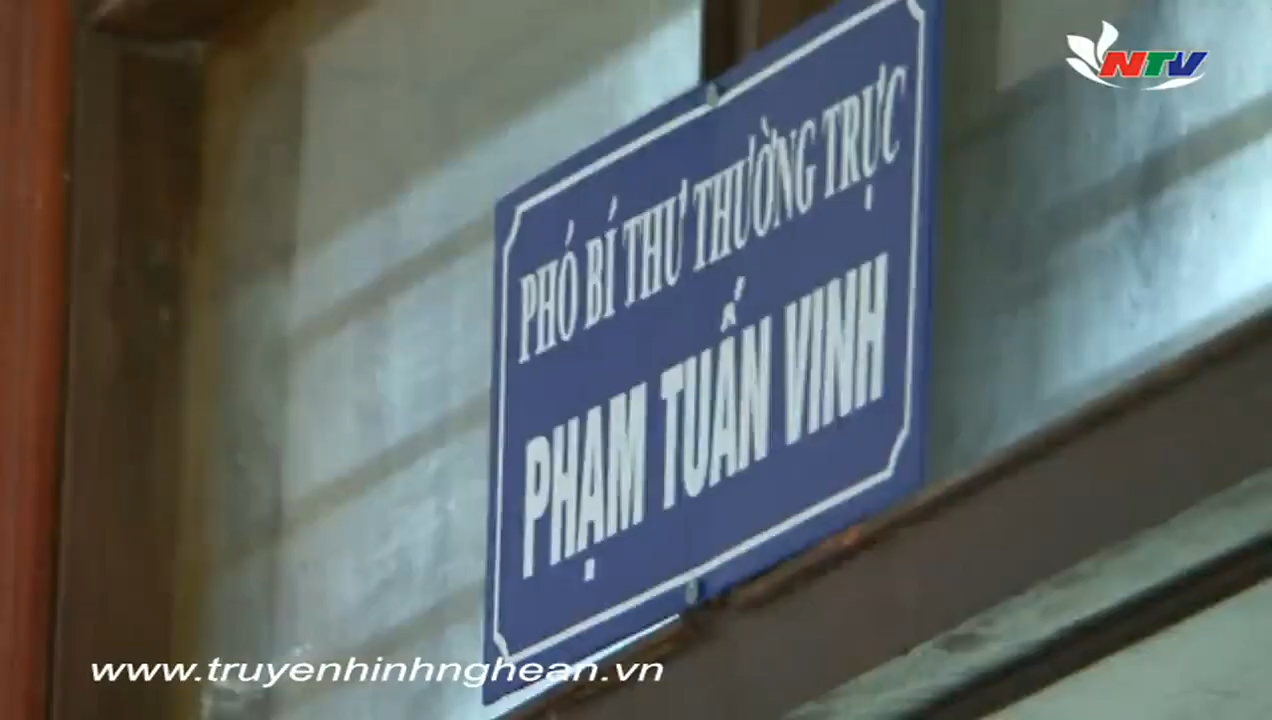 NTV
PHÓ BÍ THƯ THƯỜNG TRỰC
PHẠM TUẤN VINH
www.truyenhinhnghean.vn